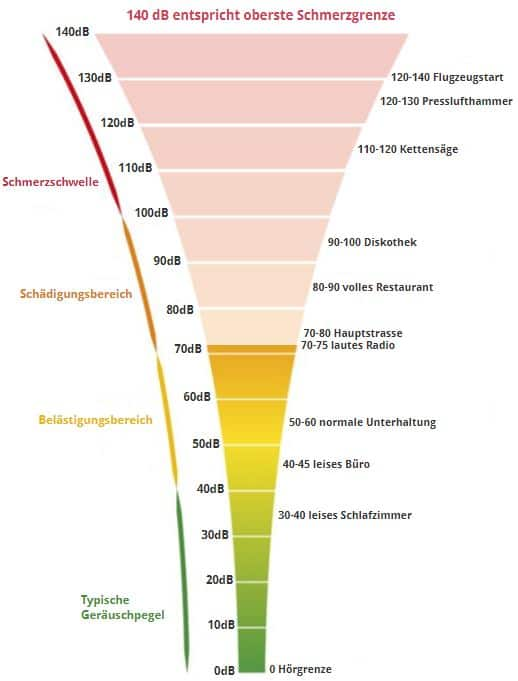 140 dB entspricht oberste Schmerzgrenze
140dB
130dB
120-140 Flugzeugstart
120-130 Presslufthammer
120dB
110-120 Kettensäge
110dB
Schmerzschwelle
100dB
90-100 Diskothek
90dB
80-90 volles Restaurant
Schädigungsbereich
80dB
70-80 Hauptstrasse
70-75 lautes Radio
70dB
60dB
Belästigungsbereich
50-60 normale Unterhaltung
50dB
40-45 leises Büro
40dB
30-40 leises Schlafzimmer
30dB
20dB
Typische
Geräuschpegel
10dB
0dB
0 Hörgrenze